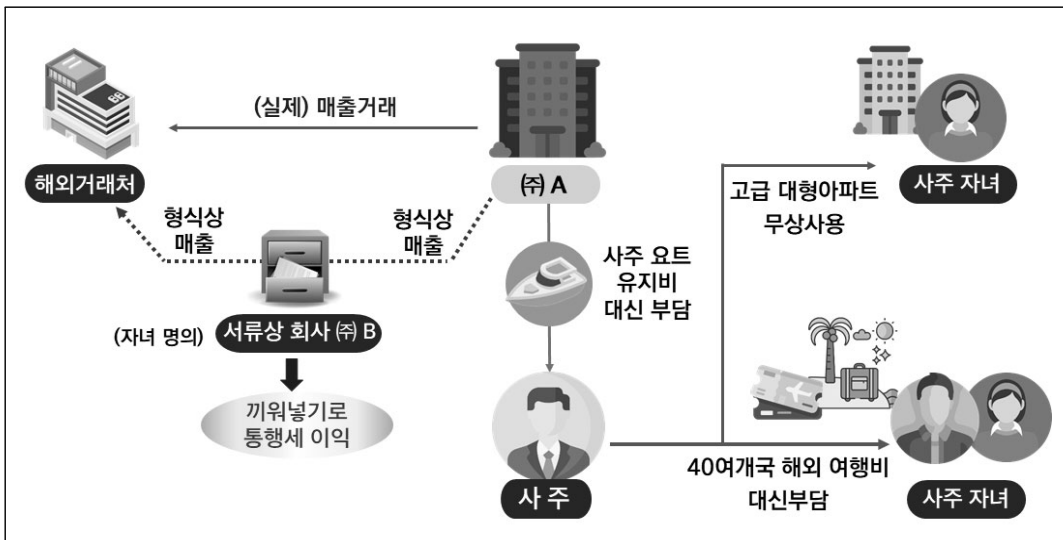 (실제) 매출거래
해외거래처
㈜ A
사주 자녀
고급 대형아파트
무상사용
형식상
매출
형식상
매출
사주 요트
유지비
대신 부담
(자녀 명의)
서류상 회사 ㈜ B
끼워넣기로
통행세 이익
사 주
40여개국 해외 여행비
대신부담
사주 자녀